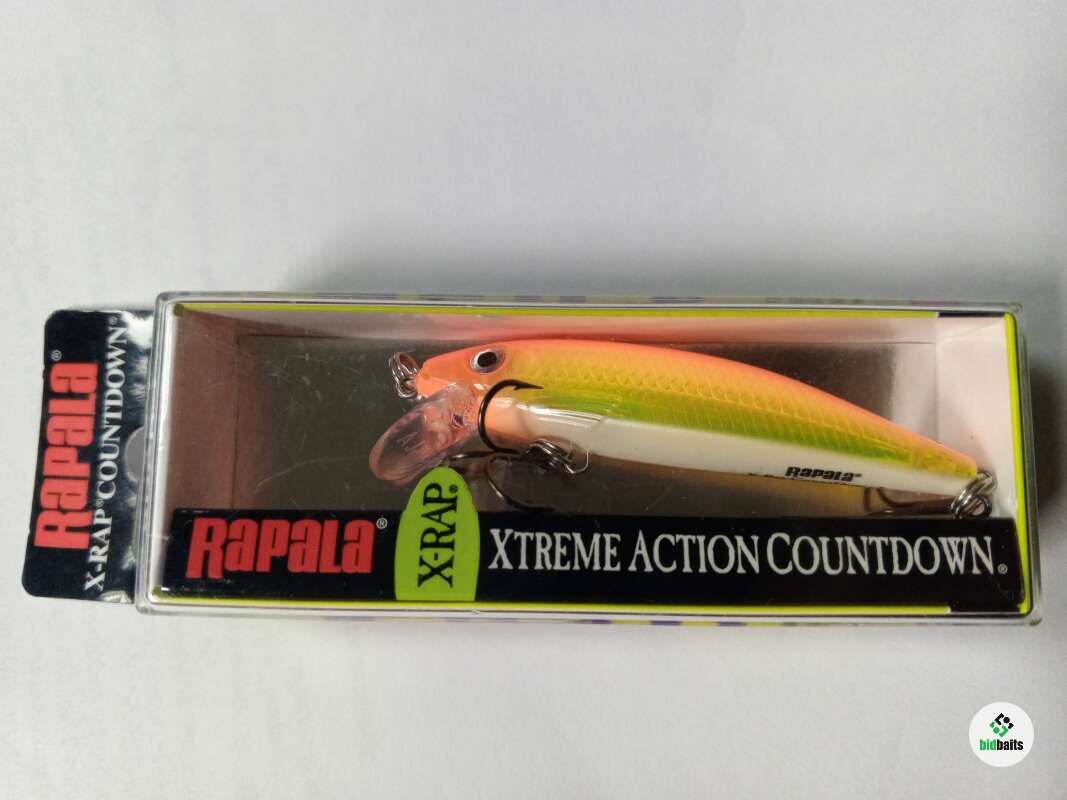 RapaLa®
X-RAP® COUNTDOWN®
RapaLa®
RapaLa®
X-RAP®
XTREME ACTION COUNTDOWN®
bidbaits